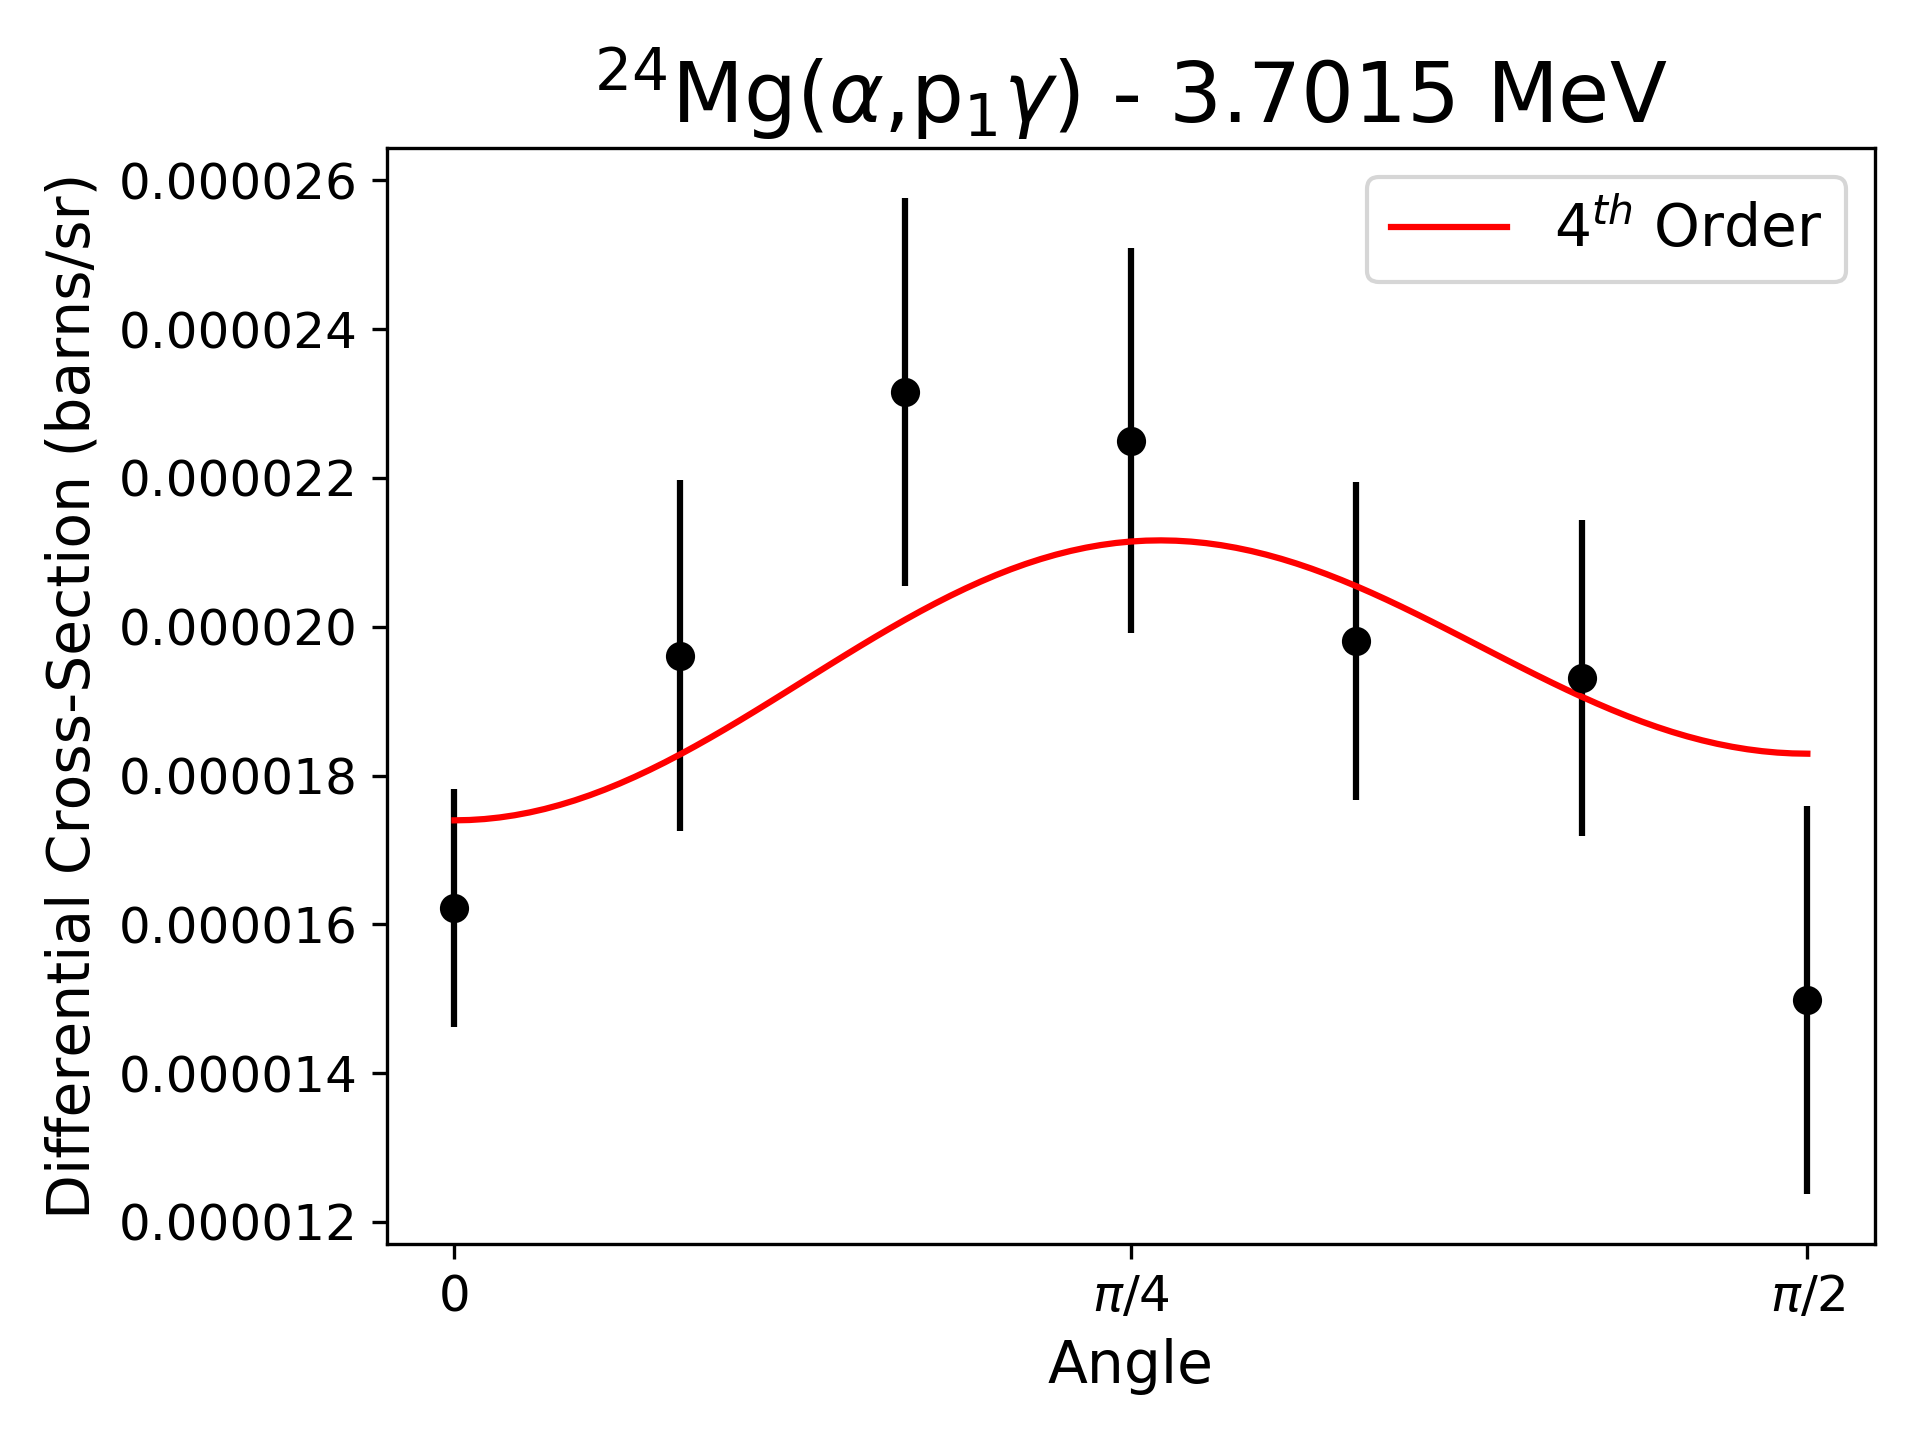 ²⁴Mg(α,p₁γ) - 3.7015 MeV
4ᵗʰ Order
Differential Cross-Section (barns/sr)
0.000026
0.000024
0.000022
0.000020
0.000018
0.000016
0.000014
0.000012
0 π/4 π/2
Angle